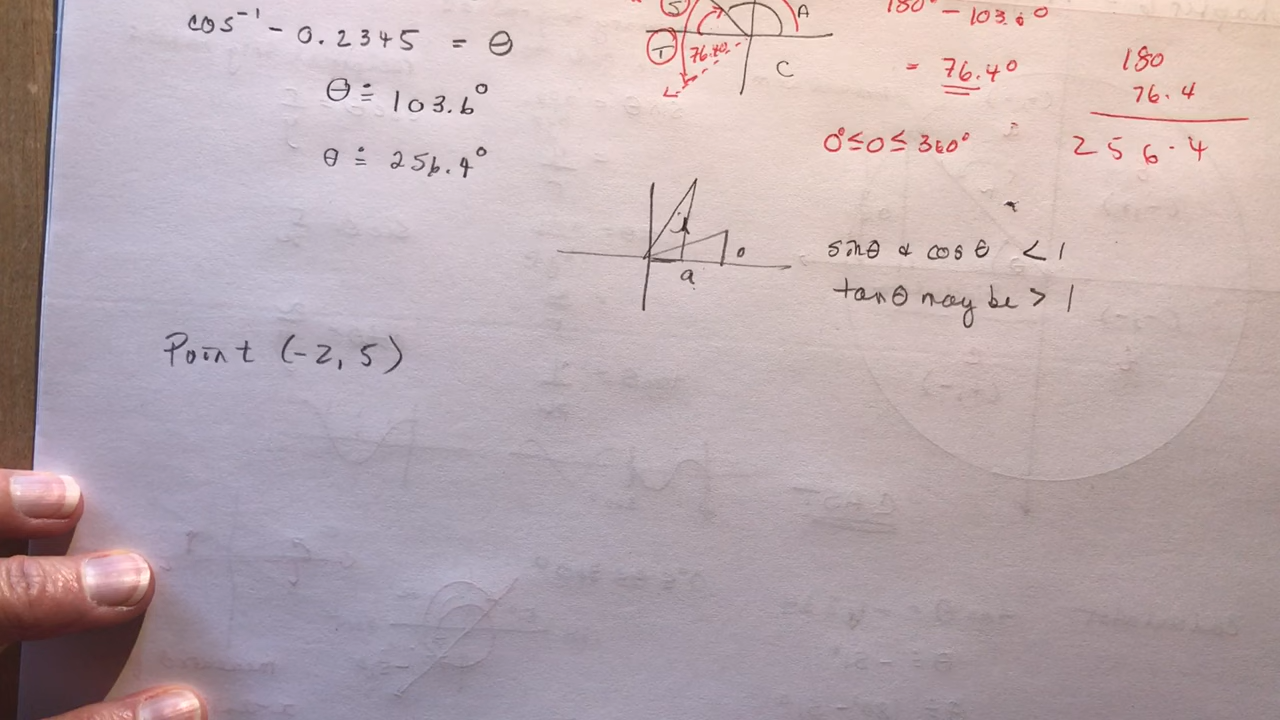 cos⁻¹ - 0.2345 = θ
θ ≐ 103.6°
θ ≐ 256.4°
S
A
T
76.4°
C
180° - 103.6°
= 76.4°
0° ≤ θ ≤ 360°
180
76.4
256.4
o
a
sinθ & cosθ < 1
tanθ may be > 1
Point (-2, 5)